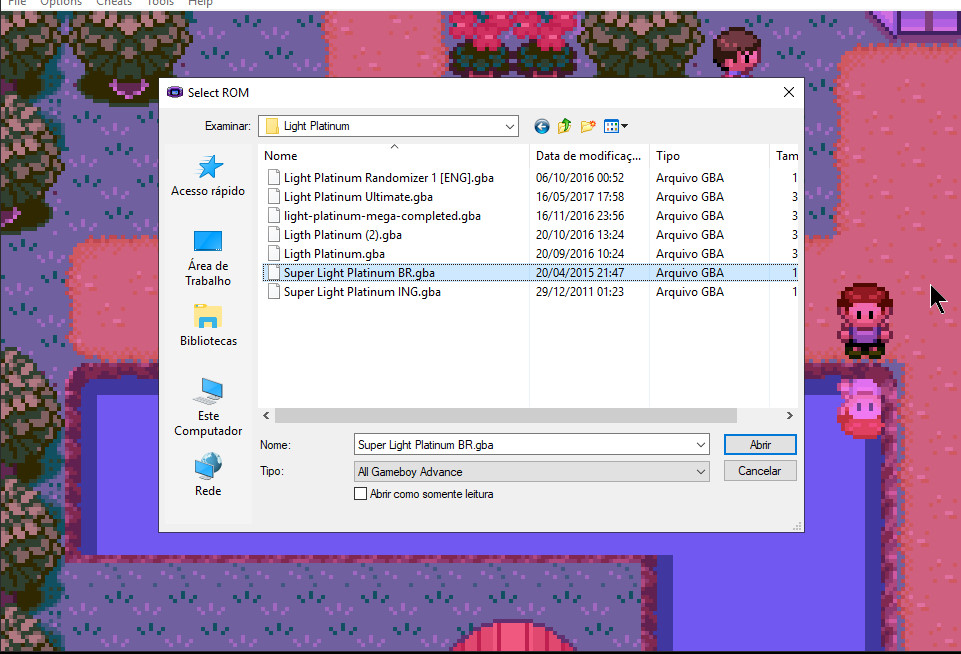 File Options Cheats Tools Help
Select ROM
Examinar: Light Platinum
Nome Data de modificaç... Tipo Tam
Light Platinum Randomizer 1 [ENG].gba 06/10/2016 00:52 Arquivo GBA 1
Light Platinum Ultimate.gba 16/05/2017 17:58 Arquivo GBA 3
light-platinum-mega-completed.gba 16/11/2016 23:56 Arquivo GBA 3
Ligth Platinum (2).gba 20/10/2016 13:24 Arquivo GBA 3
Ligth Platinum.gba 20/09/2016 10:24 Arquivo GBA 3
Super Light Platinum BR.gba 20/04/2015 21:47 Arquivo GBA 1
Super Light Platinum ING.gba 29/12/2011 01:23 Arquivo GBA 1
Acesso rápido
Área de
Trabalho
Bibliotecas
Este
Computador
Rede
Nome: Super Light Platinum BR.gba Abrir
Tipo: All Gameboy Advance Cancelar
Abrir como somente leitura